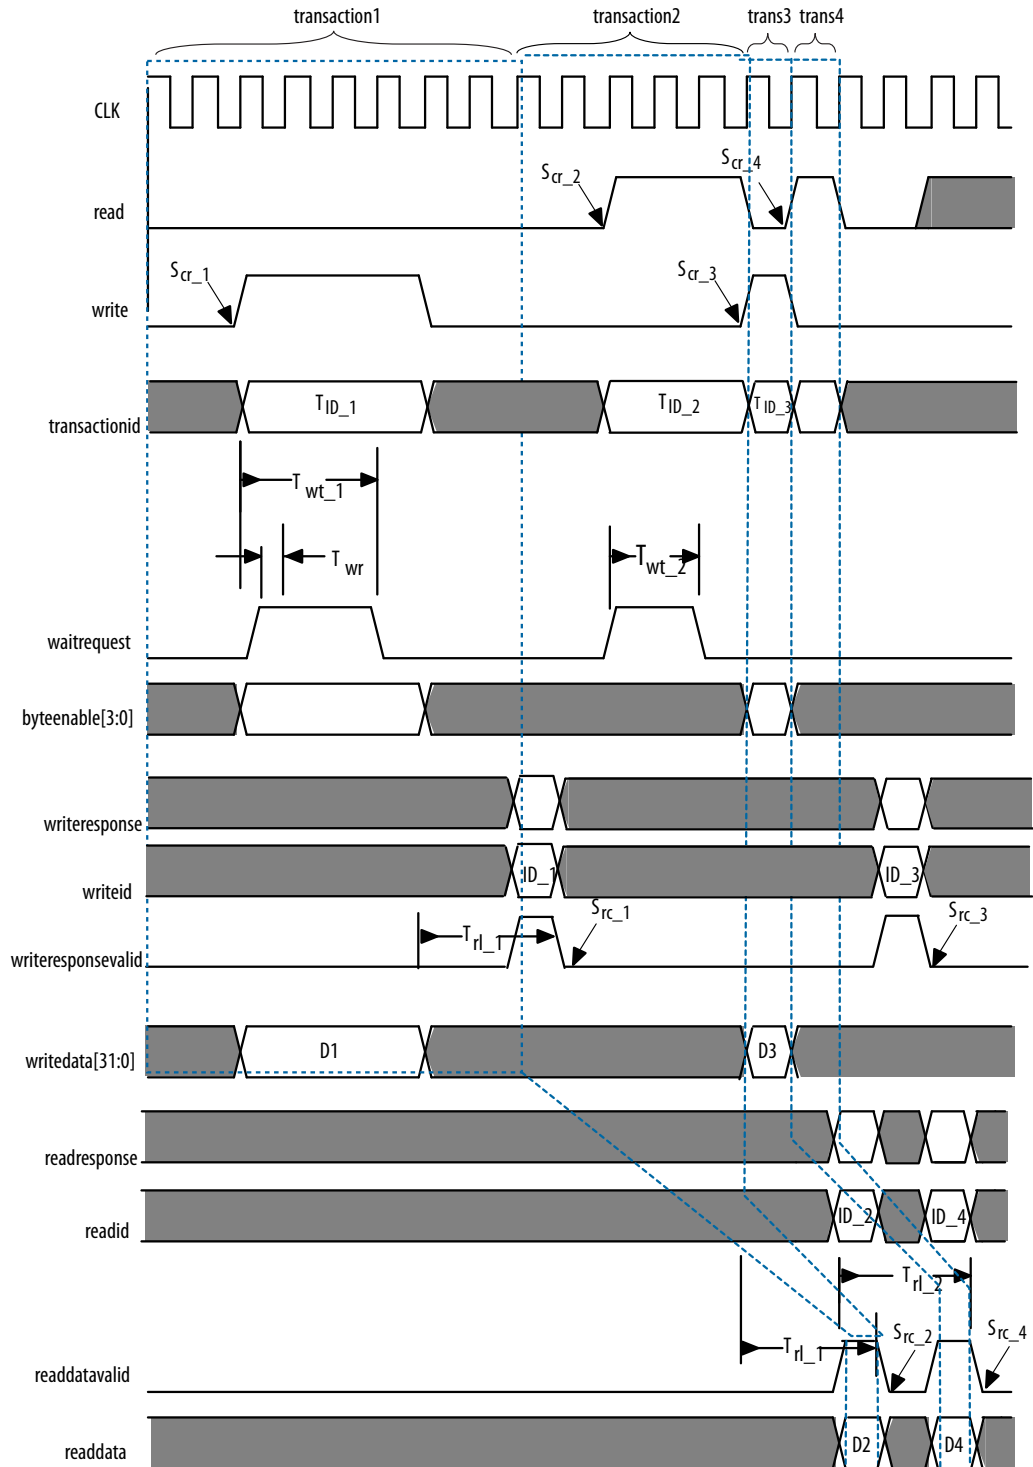 transaction1 transaction2 trans3 trans4
CLK
S cr_2 S cr_4
read
S cr_1 S cr_3
write
T ID_1 T ID_2 T ID_3
transactionid
T wt_1
T wr T wt_2
waitrequest
byteenable[3:0]
writeresponse
ID_1 ID_3
writeid
S rc_1 S rc_3
T rl_1
writeresponsevalid
D1 D3
writedata[31:0]
readresponse
ID_2 ID_4
readid
T rl_2
S rc_2 S rc_4
T rl_1
readdatavalid
D2 D4
readdata